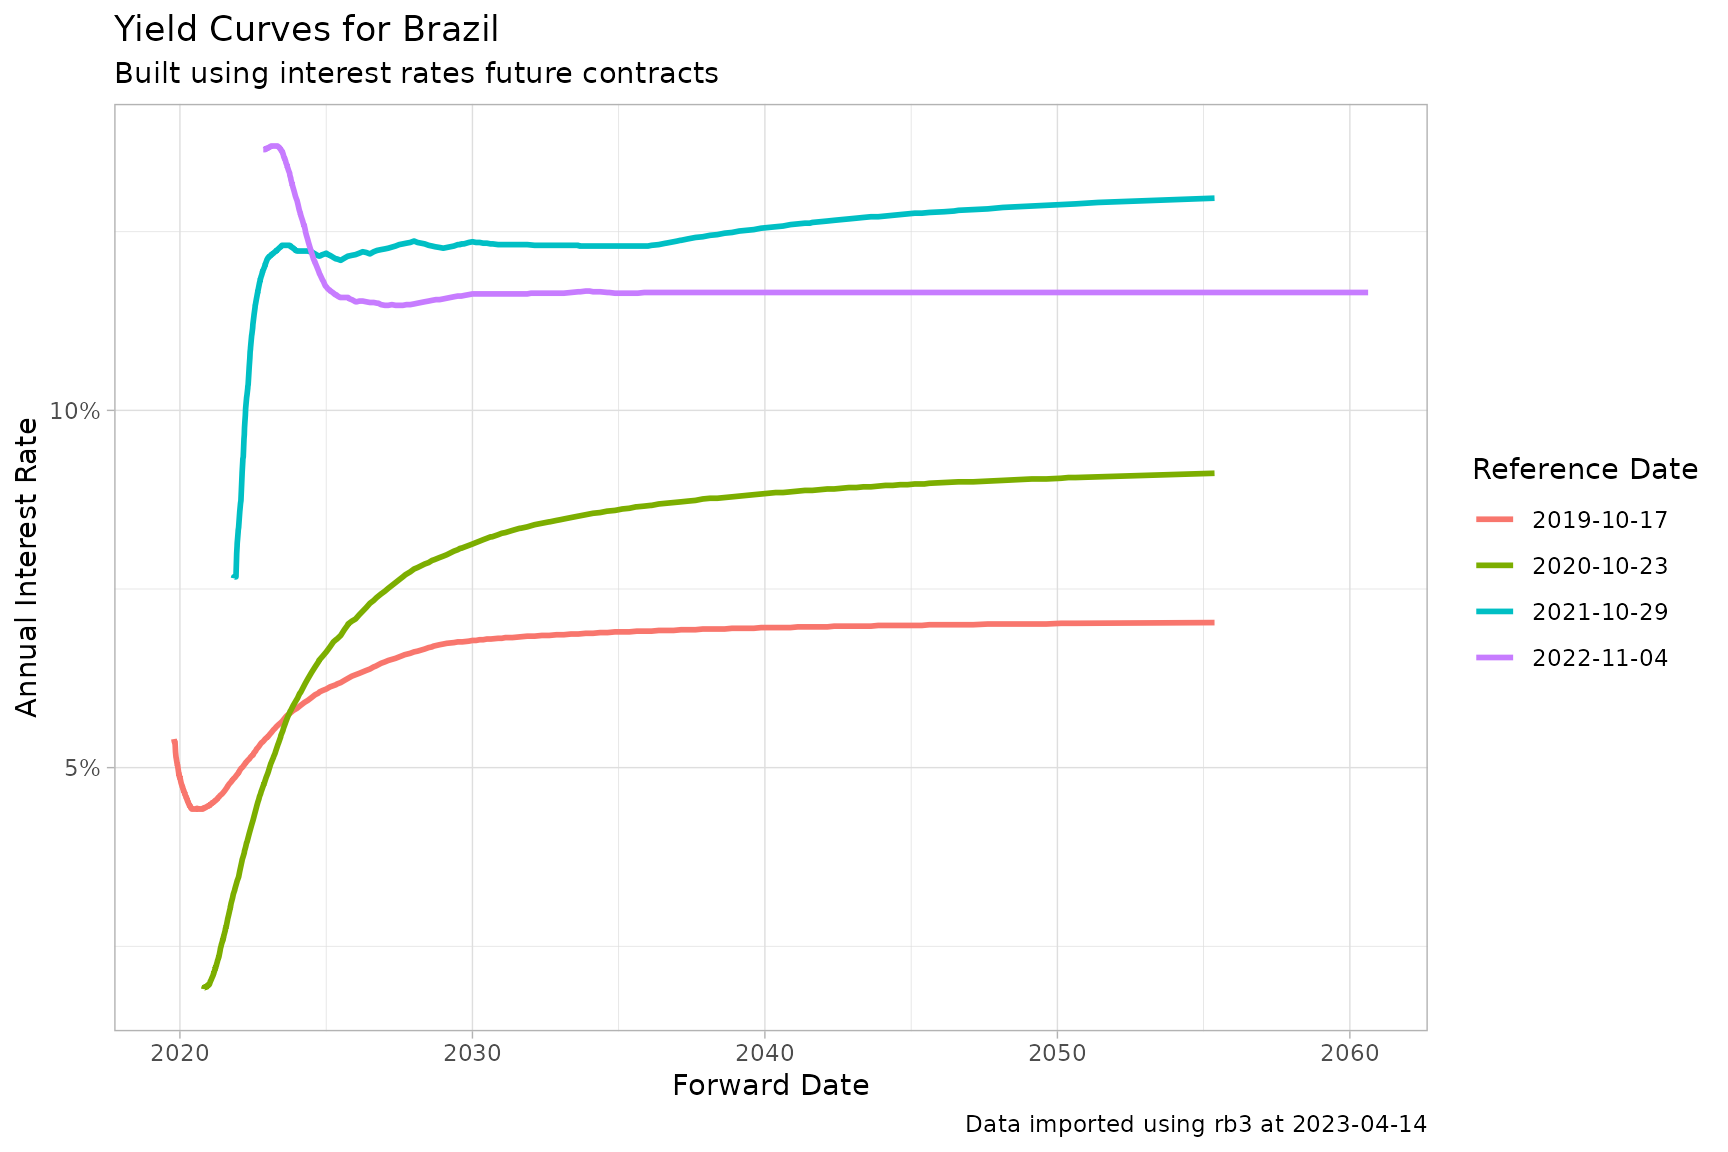 Yield Curves for Brazil
Built using interest rates future contracts
Annual Interest Rate
10%
5%
2020
2030
2040
2050
2060
Forward Date
Reference Date
2019-10-17
2020-10-23
2021-10-29
2022-11-04
Data imported using rb3 at 2023-04-14